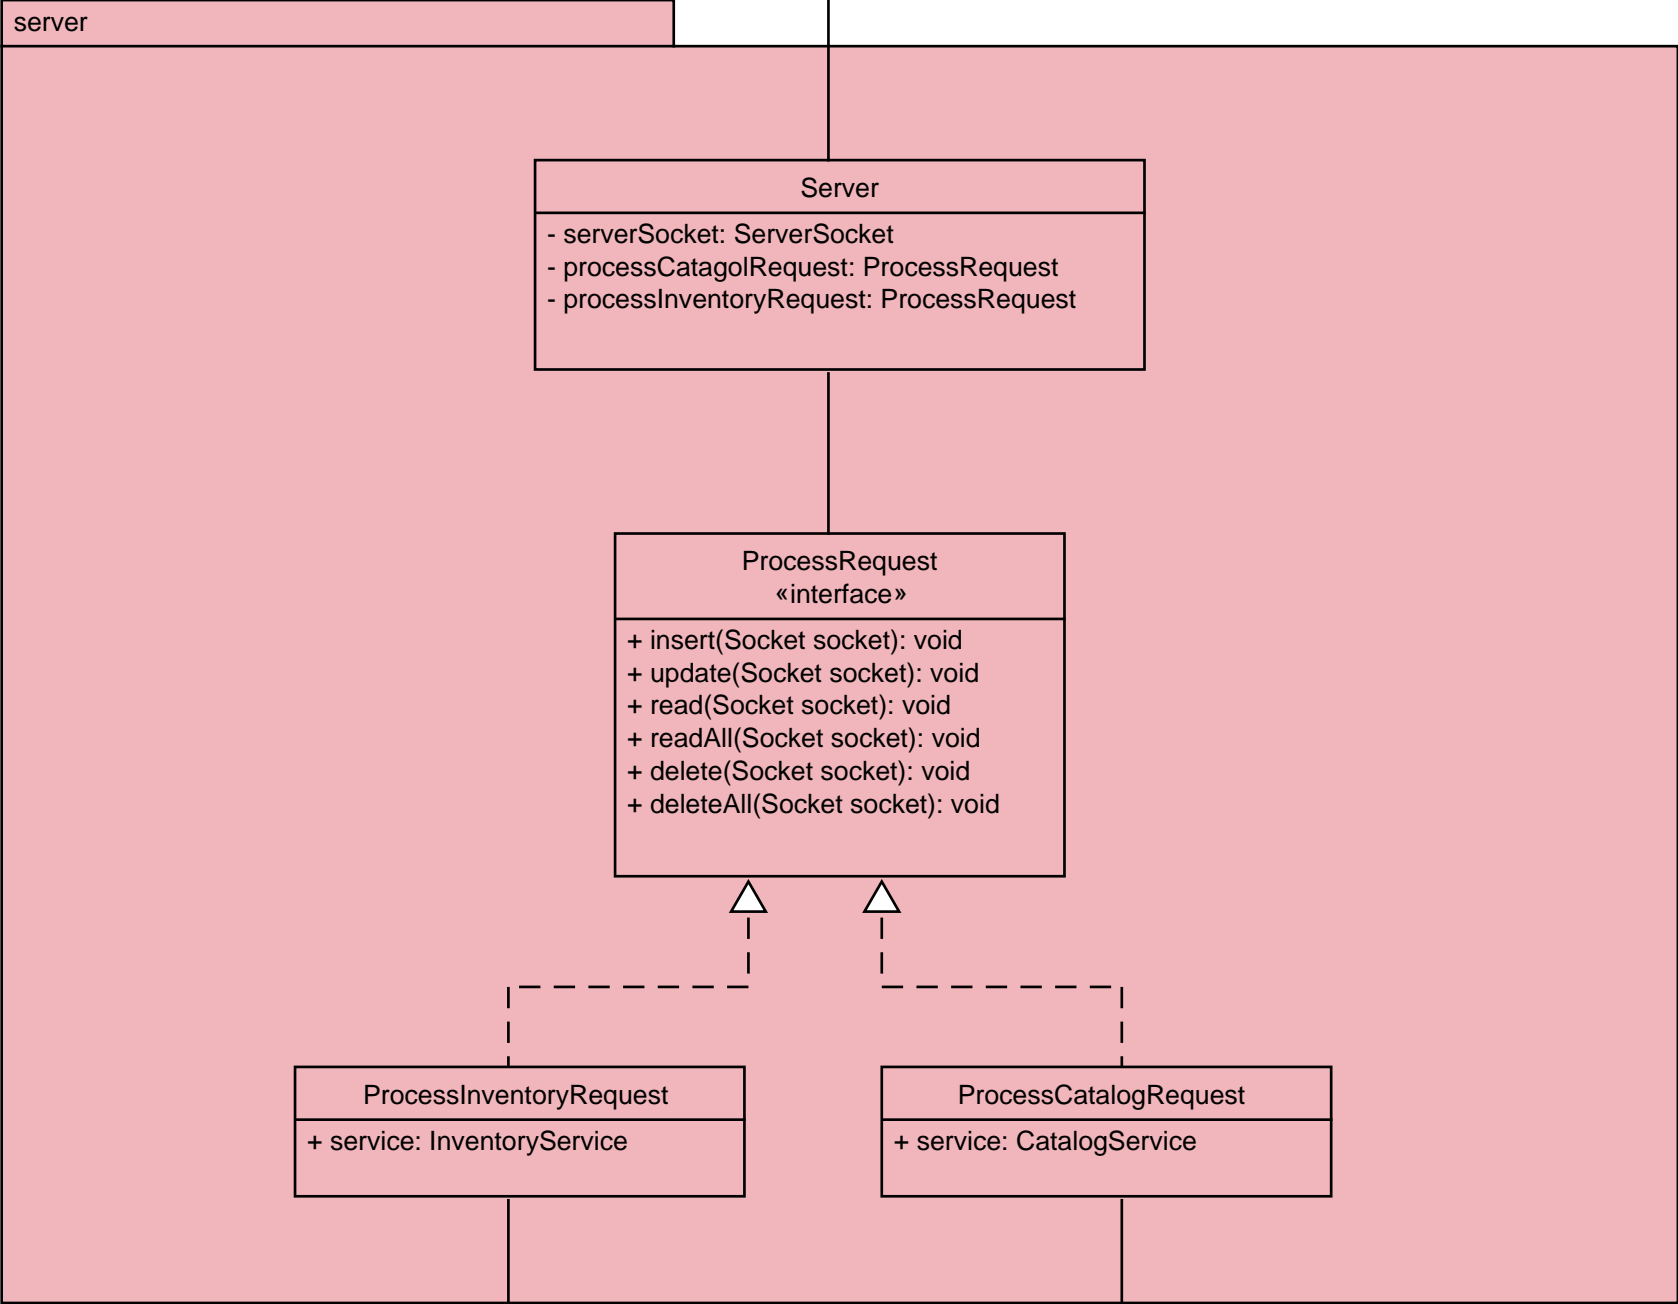 server
Server
- serverSocket: ServerSocket
- processCatagolRequest: ProcessRequest
- processInventoryRequest: ProcessRequest
ProcessRequest
«interface»
+ insert(Socket socket): void
+ update(Socket socket): void
+ read(Socket socket): void
+ readAll(Socket socket): void
+ delete(Socket socket): void
+ deleteAll(Socket socket): void
ProcessInventoryRequest
+ service: InventoryService
ProcessCatalogRequest
+ service: CatalogService